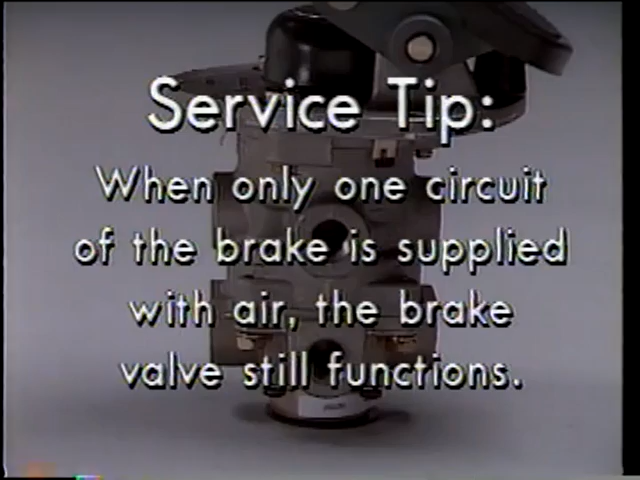 Service Tip:
When only one circuit
of the brake is supplied
with air, the brake
valve still functions.